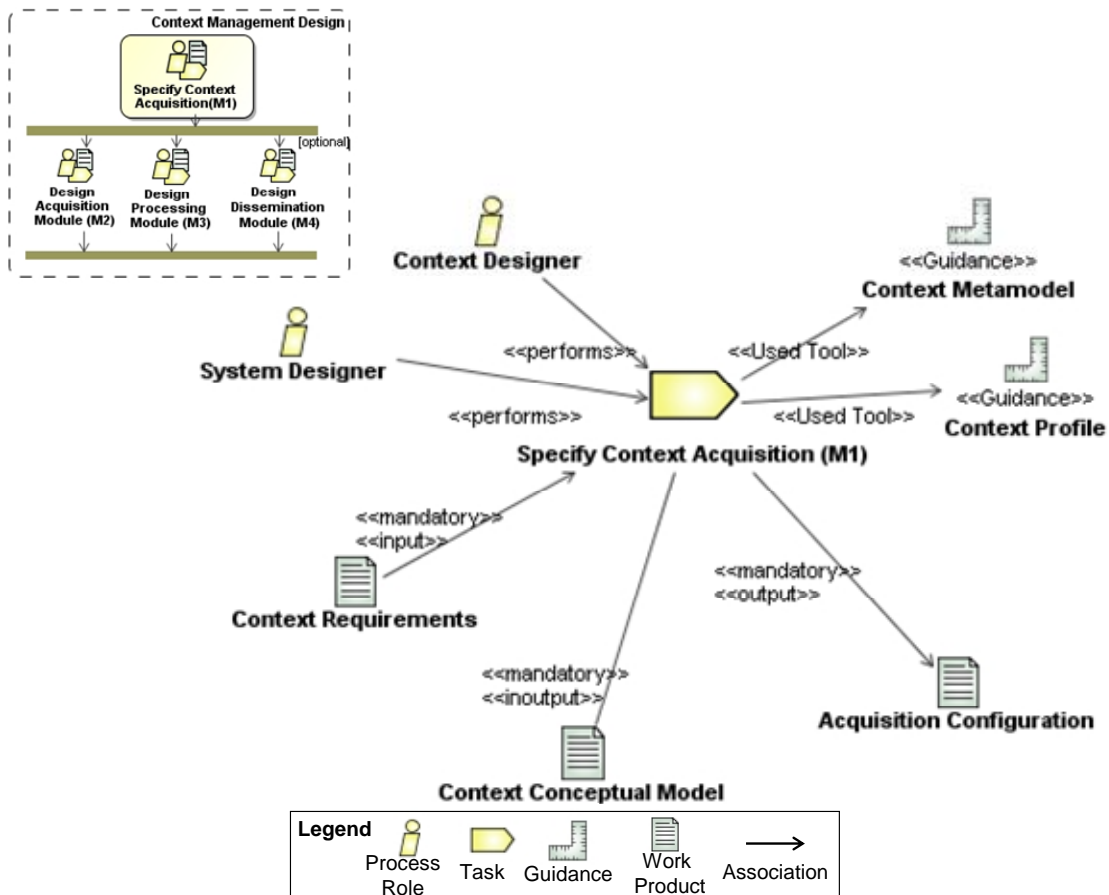 Context Management Design
Specify Context
Acquisition(M1)
[optional]
Design
Acquisition
Module (M2)
Design
Processing
Module (M3)
Design
Dissemination
Module (M4)
Context Designer
<<Guidance>>
Context Metamodel
System Designer
<<performs>>
<<Used Tool>>
<<Guidance>>
Context Profile
<<performs>>
<<Used Tool>>
Specify Context Acquisition (M1)
<<mandatory>>
<<input>>
Context Requirements
<<mandatory>>
<<output>>
<<mandatory>>
<<inoutput>>
Acquisition Configuration
Context Conceptual Model
Legend
Process
Role
Task
Guidance
Work
Product
Association